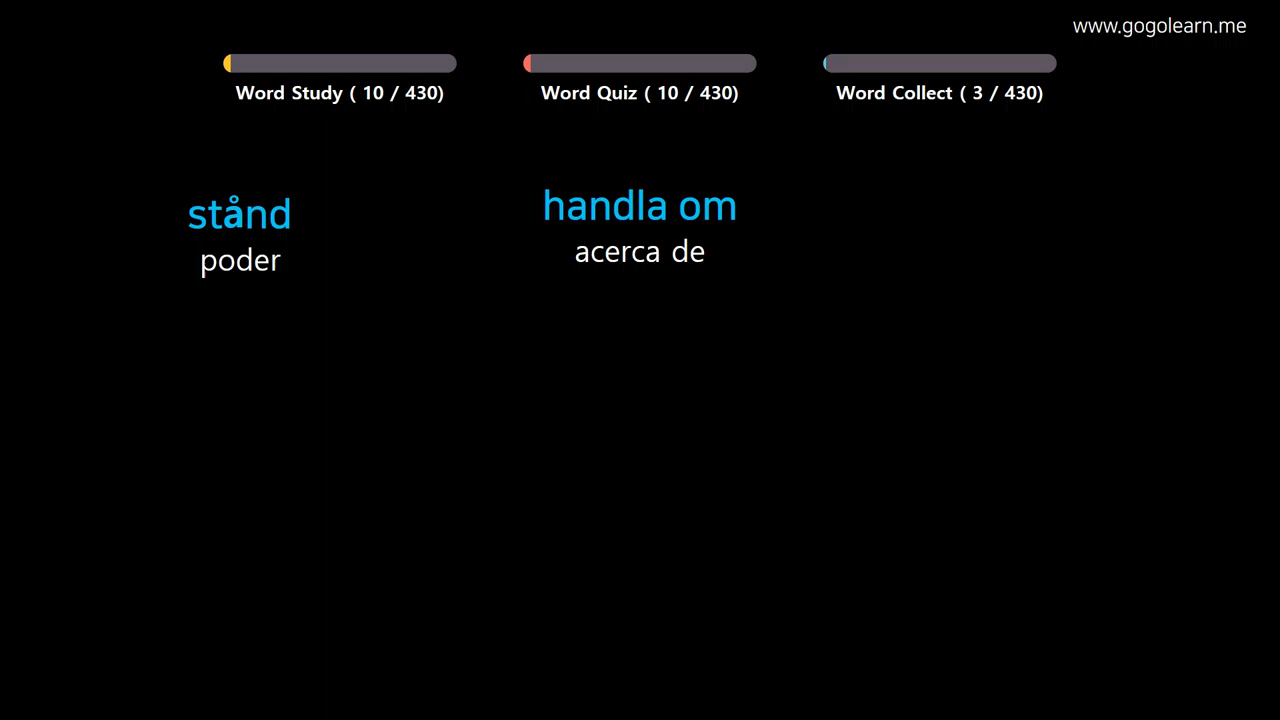 www.gogolearn.me
Word Study ( 10 / 430)
Word Quiz ( 10 / 430)
Word Collect ( 3 / 430)
stånd
poder
handla om
acerca de